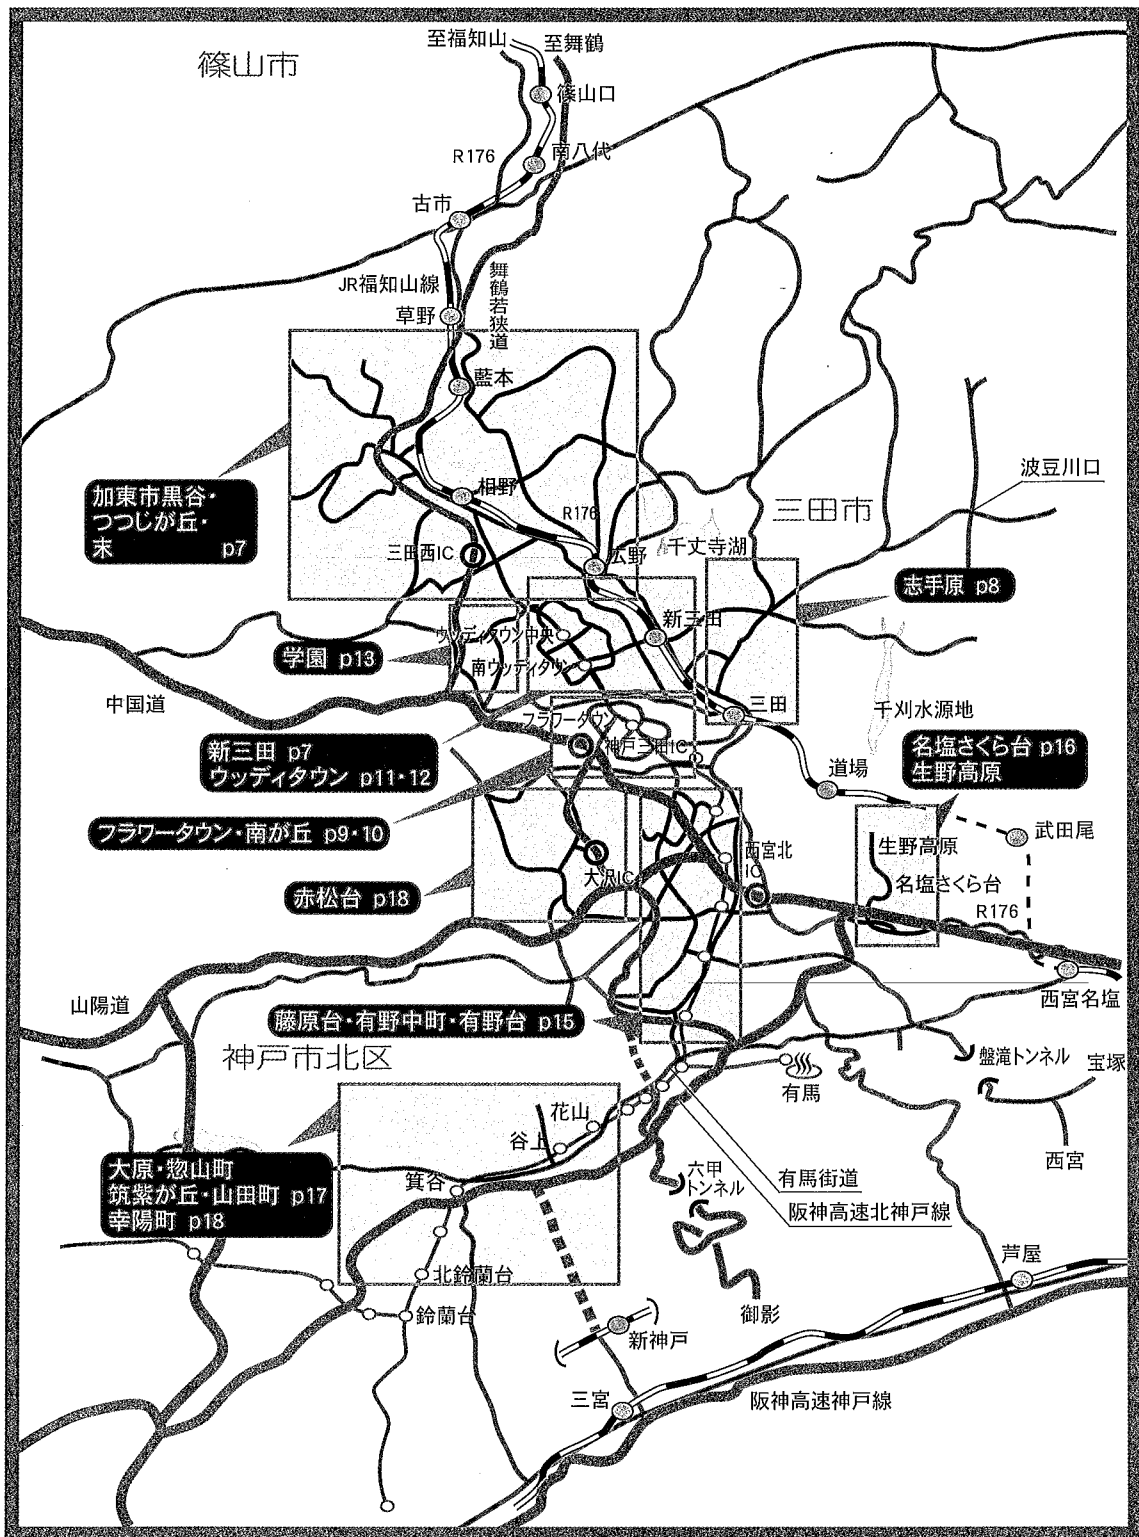 至福知山
至舞鶴
篠山市
篠山口
R176
南八代
古市
JR福知山線
舞鶴若狭道
草野
藍本
波豆川口
加東市黒谷・
つつじが丘・
末 p7
相野
三田市
R176
三田西IC
広野
千丈寺湖
志手原 p8
新三田
ウッディタウン中央
学園 p13
南ウッディタウン
中国道
三田
千刈水源地
フラワータウン
新三田 p7
ウッディタウン p11・12
神戸三田IC
名塩さくら台 p16
生野高原
道場
フラワータウン・南が丘 p9・10
武田尾
西宮北
IC
生野高原
大沢IC
名塩さくら台
赤松台 p18
R176
山陽道
西宮名塩
藤原台・有野中町・有野台 p15
神戸市北区
盤滝トンネル
宝塚
有馬
花山
谷上
大原・惣山町
筑紫が丘・山田町 p17
幸陽町 p18
箕谷
六甲
トンネル
有馬街道
西宮
阪神高速北神戸線
北鈴蘭台
芦屋
鈴蘭台
御影
新神戸
三宮
阪神高速神戸線